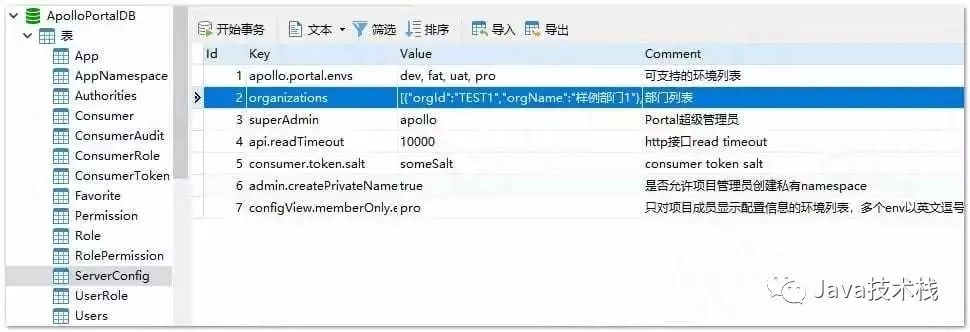 ApolloPortalDB
表
App
AppNamespace
Authorities
Consumer
ConsumerAudit
ConsumerRole
ConsumerToken
Favorite
Permission
Role
RolePermission
ServerConfig
UserRole
Users
开始事务 文本 筛选 排序 导入 导出
Id Key Value Comment
1 apollo.portal.envs dev, fat, uat, pro 可支持的环境列表
2 organizations [{"orgId":"TEST1","orgName":"样例部门1"}, 部门列表
3 superAdmin apollo Portal超级管理员
4 api.readTimeout 10000 http接口read timeout
5 consumer.token.salt someSalt consumer token salt
6 admin.createPrivateName true 是否允许项目管理员创建私有namespace
7 configView.memberOnly.e pro 只对项目成员显示配置信息的环境列表，多个env以英文逗号
Java技术栈